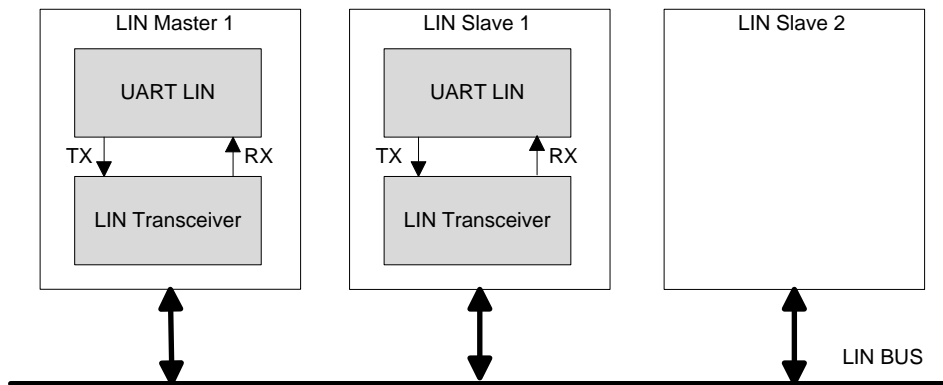 LIN Master 1
UART LIN
TX
RX
LIN Transceiver
LIN Slave 1
UART LIN
TX
RX
LIN Transceiver
LIN Slave 2
LIN BUS